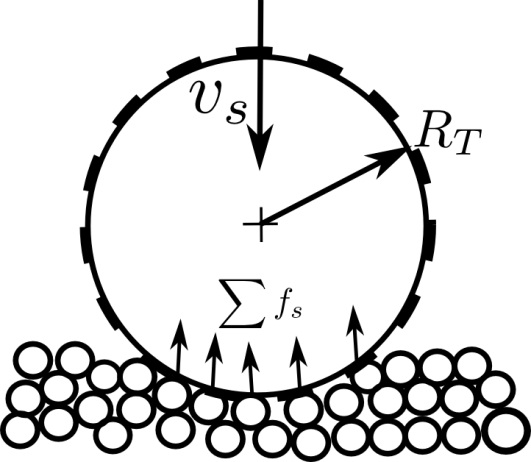 v_s
R_T
∑ f_s